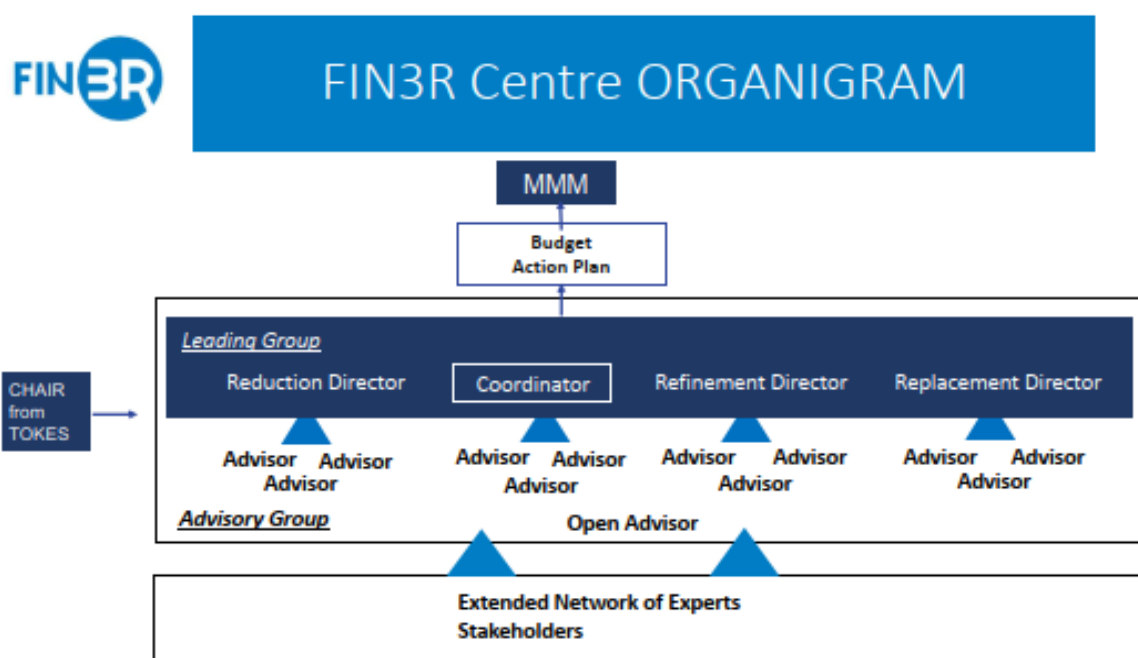 FIN3R
FIN3R Centre ORGANIGRAM
MMM
Budget
Action Plan
Leading Group
Reduction Director
Coordinator
Refinement Director
Replacement Director
CHAIR
from
TOKES
Advisor Advisor
Advisor
Advisor Advisor
Advisor
Advisor Advisor
Advisor
Advisor Advisor
Advisor
Advisory Group
Open Advisor
Extended Network of Experts
Stakeholders